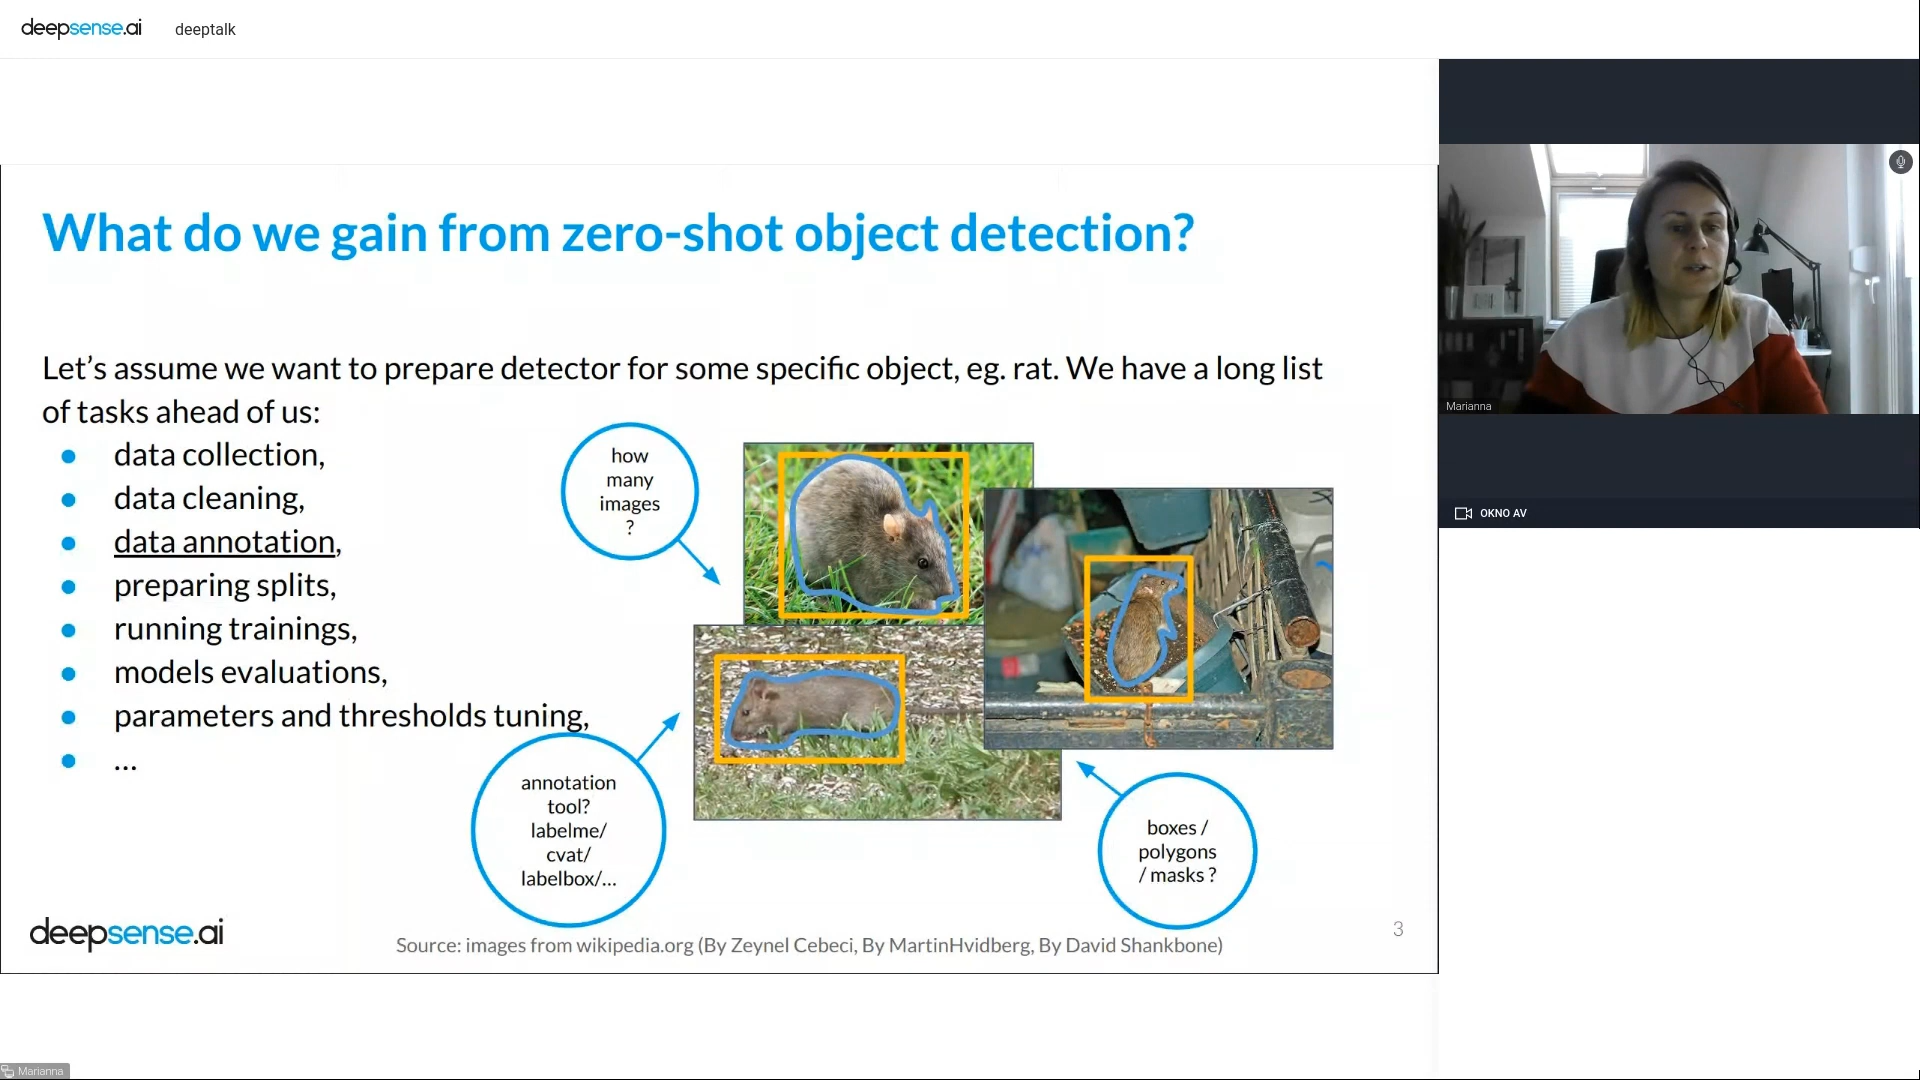 deepsense.ai
deeptalk
What do we gain from zero-shot object detection?
Let’s assume we want to prepare detector for some specific object, eg. rat. We have a long list
of tasks ahead of us:
● data collection,
● data cleaning,
● data annotation,
● preparing splits,
● running trainings,
● models evaluations,
● parameters and thresholds tuning,
● ...
how
many
images
?
annotation
tool?
labelme/
cvat/
labelbox/...
boxes /
polygons
/ masks ?
deepsense.ai
Source: images from wikipedia.org (By Zeynel Cebeci, By MartinHvidberg, By David Shankbone)
3
Marianna
OKNO AV
Marianna